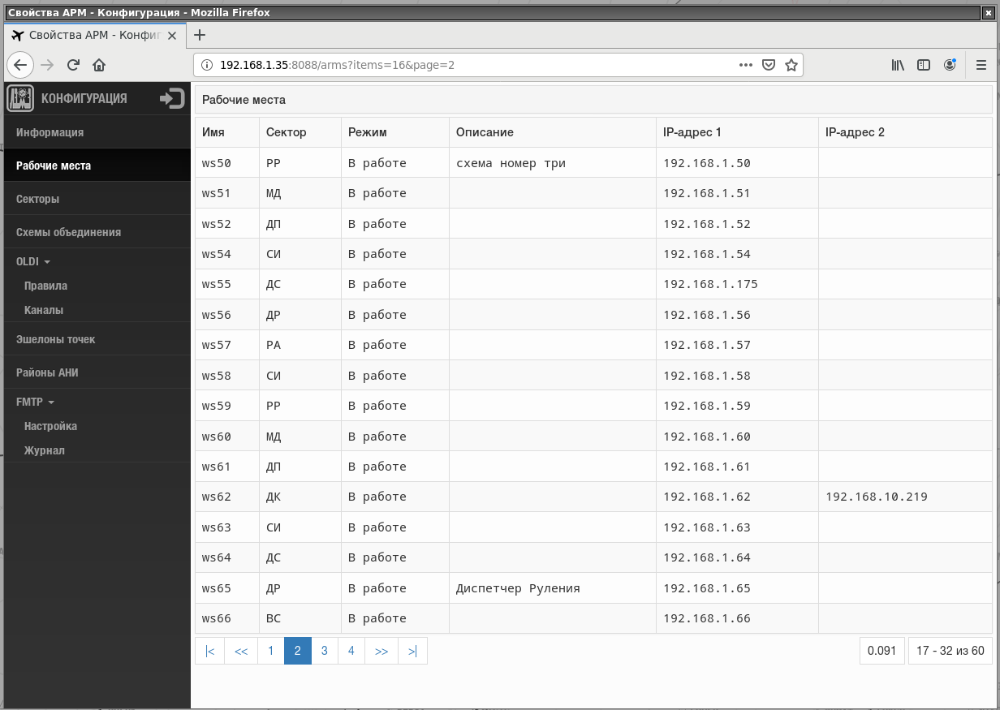 Свойства АРМ - Конфигурация - Mozilla Firefox
Свойства АРМ - Конфиг
192.168.1.35:8088/arms?items=16&page=2
КОНФИГУРАЦИЯ
Информация
Рабочие места
Секторы
Схемы объединения
OLDI
Правила
Каналы
Эшелоны точек
Районы АНИ
FMTP
Настройка
Журнал
Рабочие места
Имя Сектор Режим Описание IP-адрес 1 IP-адрес 2
ws50 РР В работе схема номер три 192.168.1.50
ws51 МД В работе 192.168.1.51
ws52 ДП В работе 192.168.1.52
ws54 СИ В работе 192.168.1.54
ws55 ДС В работе 192.168.1.175
ws56 ДР В работе 192.168.1.56
ws57 РА В работе 192.168.1.57
ws58 СИ В работе 192.168.1.58
ws59 РР В работе 192.168.1.59
ws60 МД В работе 192.168.1.60
ws61 ДП В работе 192.168.1.61
ws62 ДК В работе 192.168.1.62 192.168.10.219
ws63 СИ В работе 192.168.1.63
ws64 ДС В работе 192.168.1.64
ws65 ДР В работе Диспетчер Руления 192.168.1.65
ws66 ВС В работе 192.168.1.66
|< << 1 2 3 4 >> >| 0.091 17 - 32 из 60